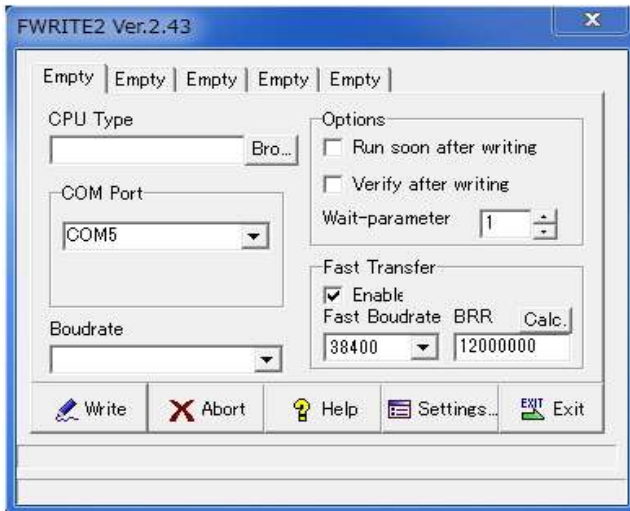 FWRITE2 Ver.2.43
Empty Empty Empty Empty Empty
CPU Type
Bro...
COM Port
COM5
Boudrate
Options
Run soon after writing
Verify after writing
Wait-parameter 1
Fast Transfer
Enable
Fast Boudrate BRR Calc.
38400 12000000
Write Abort Help Settings... EXIT Exit